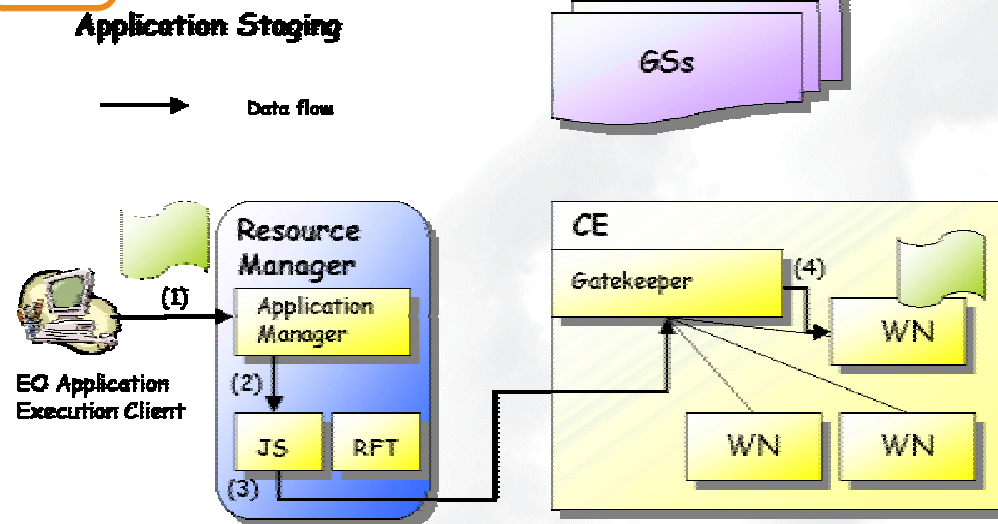 Application Staging
Data flow
GSs
Resource
Manager
Application
Manager
(1)
(2)
JS
RFT
(3)
EO Application
Execution Client
CE
Gatekeeper
(4)
WN
WN
WN